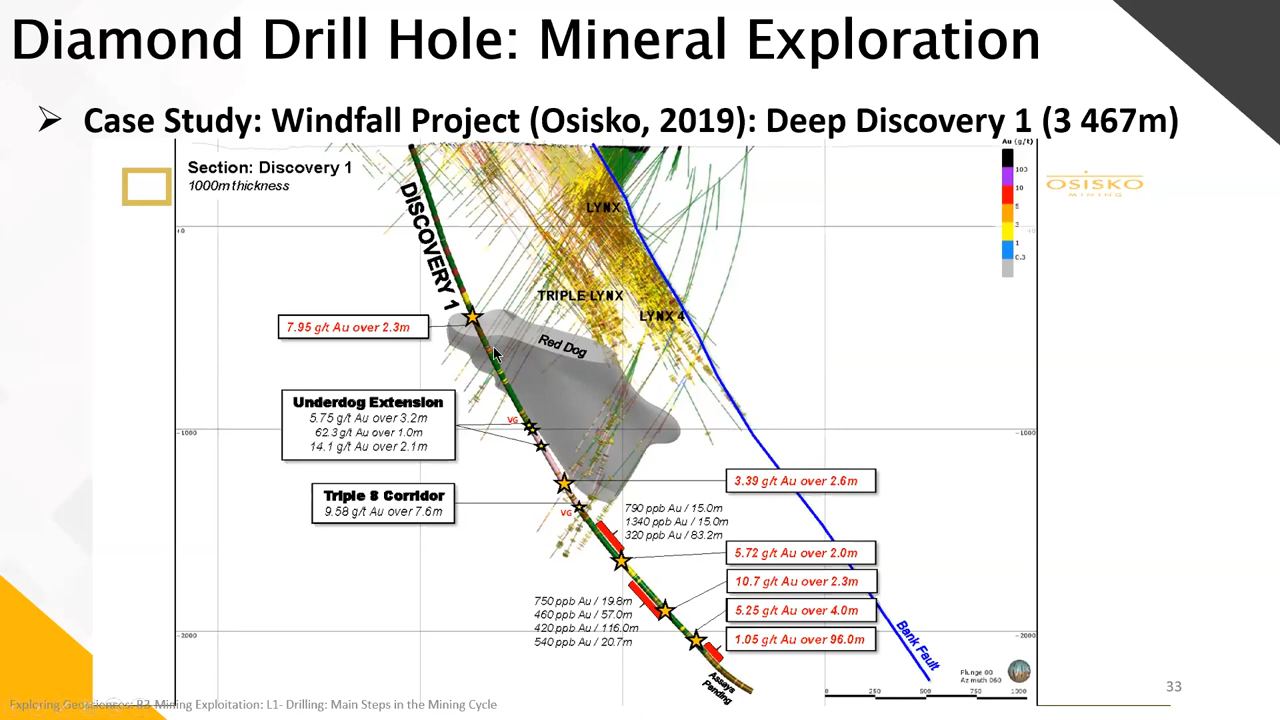 Diamond Drill Hole: Mineral Exploration
➢ Case Study: Windfall Project (Osisko, 2019): Deep Discovery 1 (3 467m)
Section: Discovery 1
1000m thickness
Au (g/t)
100
10
5
3
1
0.3
OSISKO
MINING
DISCOVERY 1
LYNX
TRIPLE LYNX
LYNX 4
Red Dog
7.95 g/t Au over 2.3m
Underdog Extension
5.75 g/t Au over 3.2m
62.3 g/t Au over 1.0m
14.1 g/t Au over 2.1m
VG
-1000
-1000
Triple 8 Corridor
9.58 g/t Au over 7.6m
VG
3.39 g/t Au over 2.6m
790 ppb Au / 15.0m
1340 ppb Au / 15.0m
320 ppb Au / 83.2m
5.72 g/t Au over 2.0m
10.7 g/t Au over 2.3m
5.25 g/t Au over 4.0m
1.05 g/t Au over 96.0m
750 ppb Au / 19.8m
460 ppb Au / 57.0m
420 ppb Au / 116.0m
540 ppb Au / 20.7m
-2000
-2000
Bank Fault
Assays
Pending
Plunge 00
Azimuth 060
0 250 500 750 1000
33
Exploring Geosciences: B3 Mining Exploitation: L1- Drilling: Main Steps in the Mining Cycle